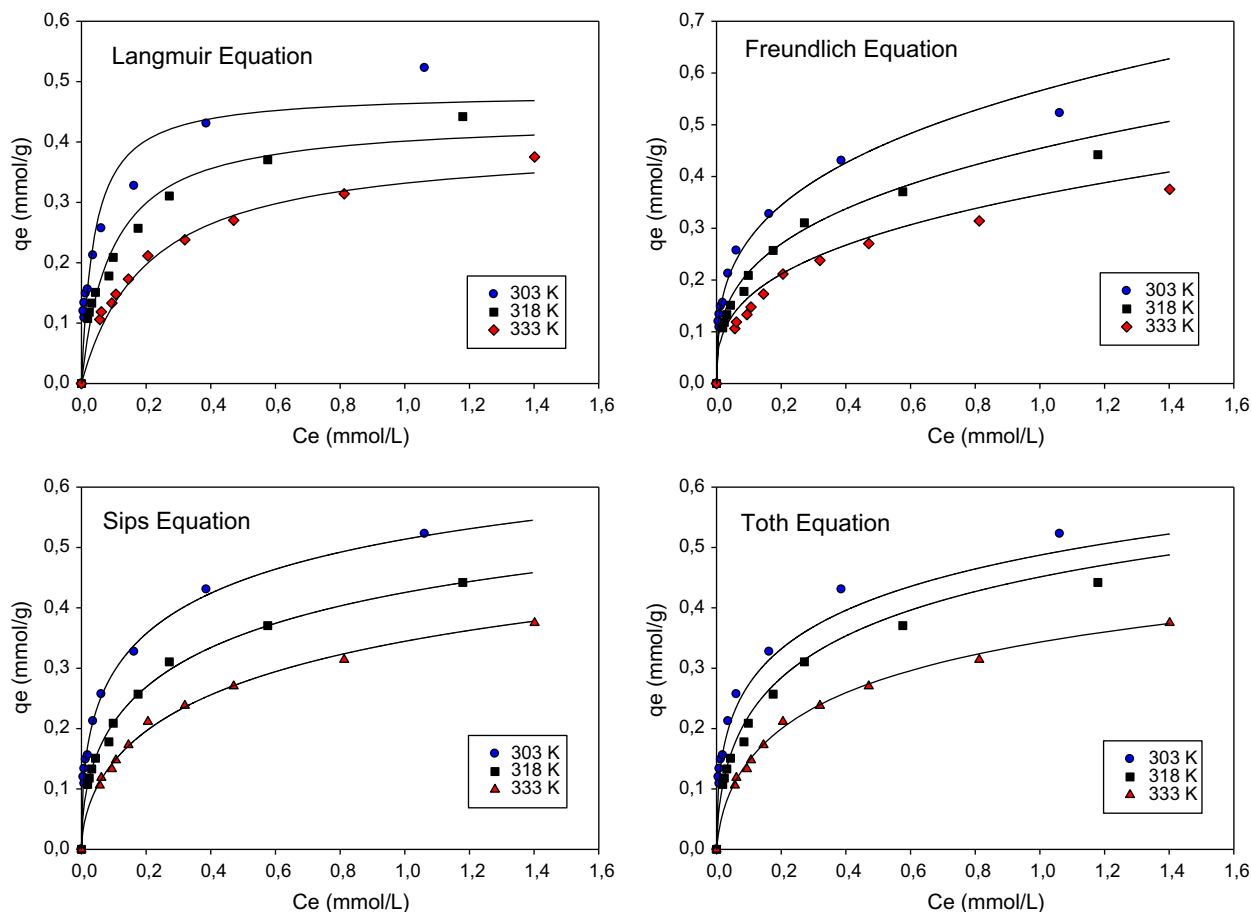 Langmuir Equation
qe (mmol/g)
0,6
0,5
0,4
0,3
0,2
0,1
0,0
303 K
318 K
333 K
0,0 0,2 0,4 0,6 0,8 1,0 1,2 1,4 1,6
Ce (mmol/L)
Freundlich Equation
qe (mmol/g)
0,7
0,6
0,5
0,4
0,3
0,2
0,1
0,0
303 K
318 K
333 K
0,0 0,2 0,4 0,6 0,8 1,0 1,2 1,4 1,6
Ce (mmol/L)
Sips Equation
qe (mmol/g)
0,6
0,5
0,4
0,3
0,2
0,1
0,0
303 K
318 K
333 K
0,0 0,2 0,4 0,6 0,8 1,0 1,2 1,4 1,6
Ce (mmol/L)
Toth Equation
qe (mmol/g)
0,6
0,5
0,4
0,3
0,2
0,1
0,0
303 K
318 K
333 K
0,0 0,2 0,4 0,6 0,8 1,0 1,2 1,4 1,6
Ce (mmol/L)